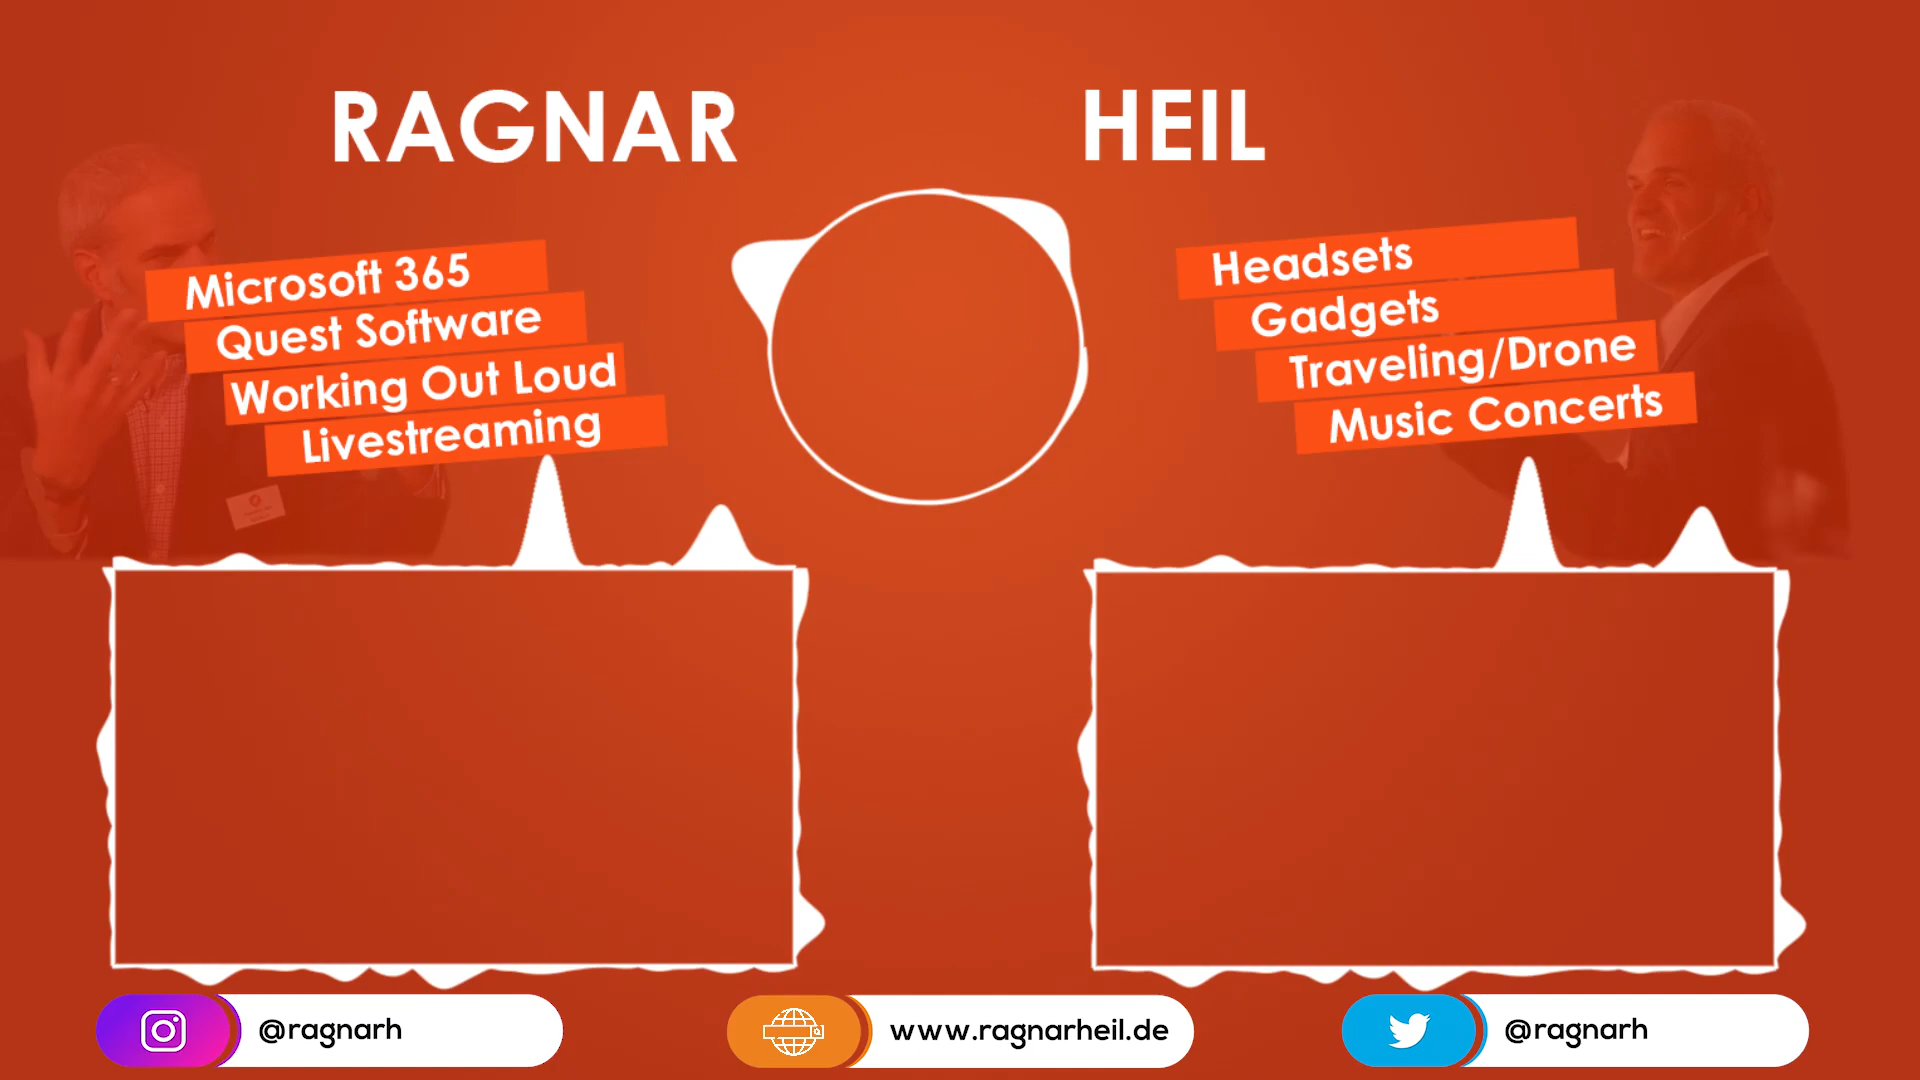 RAGNAR HEIL
Microsoft 365
Quest Software
Working Out Loud
Livestreaming
Headsets
Gadgets
Traveling/Drone
Music Concerts
@ragnarh
www.ragnarheil.de
@ragnarh